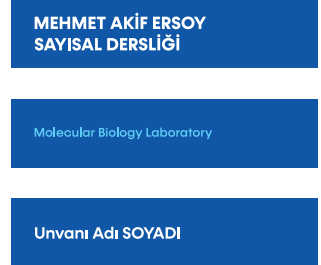 MEHMET AKİF ERSOY
SAYISAL DERSLİĞİ
Molecular Biology Laboratory
Unvanı Adı SOYADI